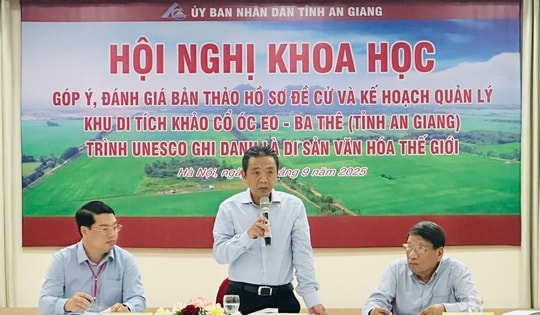 ỦY BAN NHÂN DÂN TỈNH AN GIANG
HỘI NGHỊ KHOA HỌC
GÓP Ý, ĐÁNH GIÁ BẢN THẢO HỒ SƠ ĐỀ CỬ VÀ KẾ HOẠCH QUẢN LÝ
KHU DI TÍCH KHẢO CỔ ÓC EO - BA THÊ (TỈNH AN GIANG)
TRÌNH UNESCO GHI DANH LÀ DI SẢN VĂN HÓA THẾ GIỚI
Hà Nội, 9 năm 2025